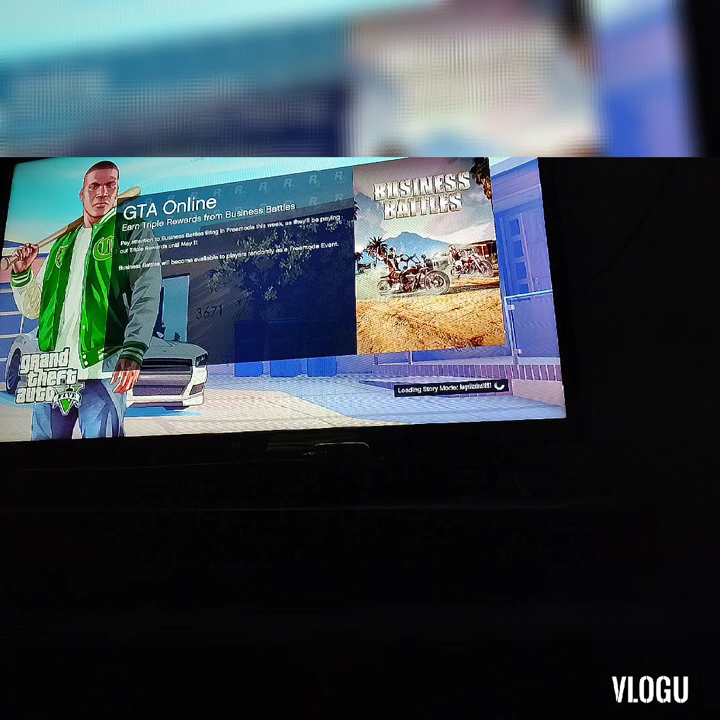 GTA Online
Earn Triple Rewards from Business Battles
Pay attention to Business Battles firing in Freemode this week, as they'll be paying
out Triple Rewards until May 11.
Business Battles will become available to players randomly as a Freemode Event.
BUSINESS
BATTLES
3671
grand
theft
auto
V
FIVE
Loading Story Mode:
VLOGU